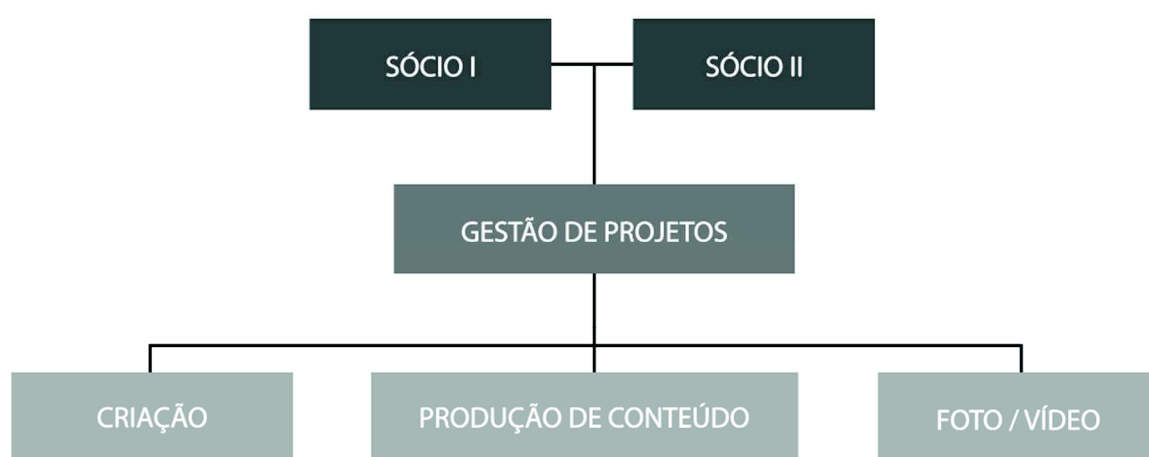 SÓCIO I
SÓCIO II
GESTÃO DE PROJETOS
CRIAÇÃO
PRODUÇÃO DE CONTEÚDO
FOTO / VÍDEO